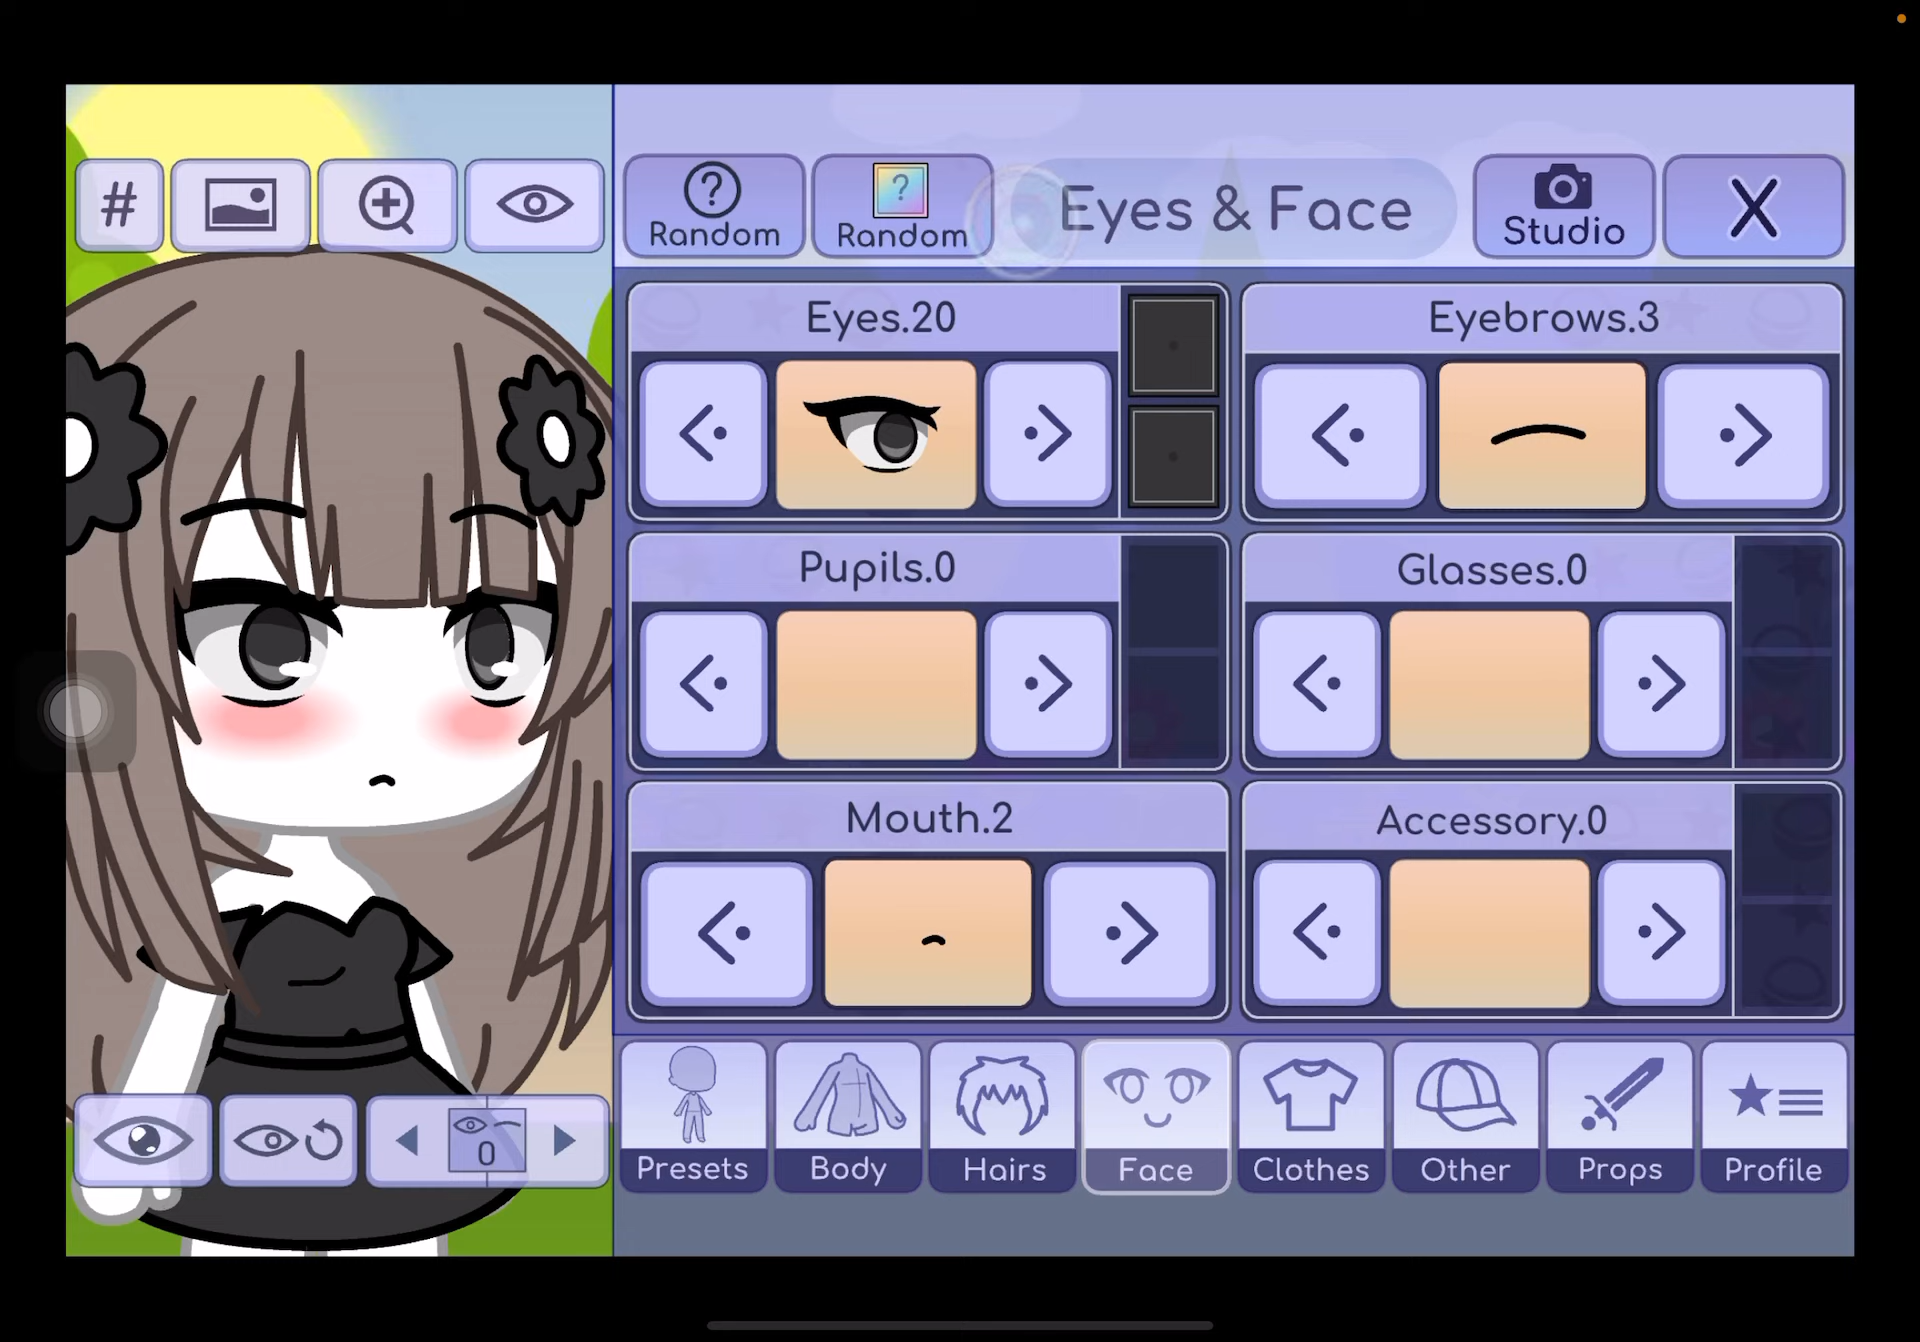 #
? Random
? Random
Eyes & Face
Studio
X
Eyes.20
Eyebrows.3
Pupils.0
Glasses.0
Mouth.2
Accessory.0
0
Presets
Body
Hairs
Face
Clothes
Other
Props
Profile